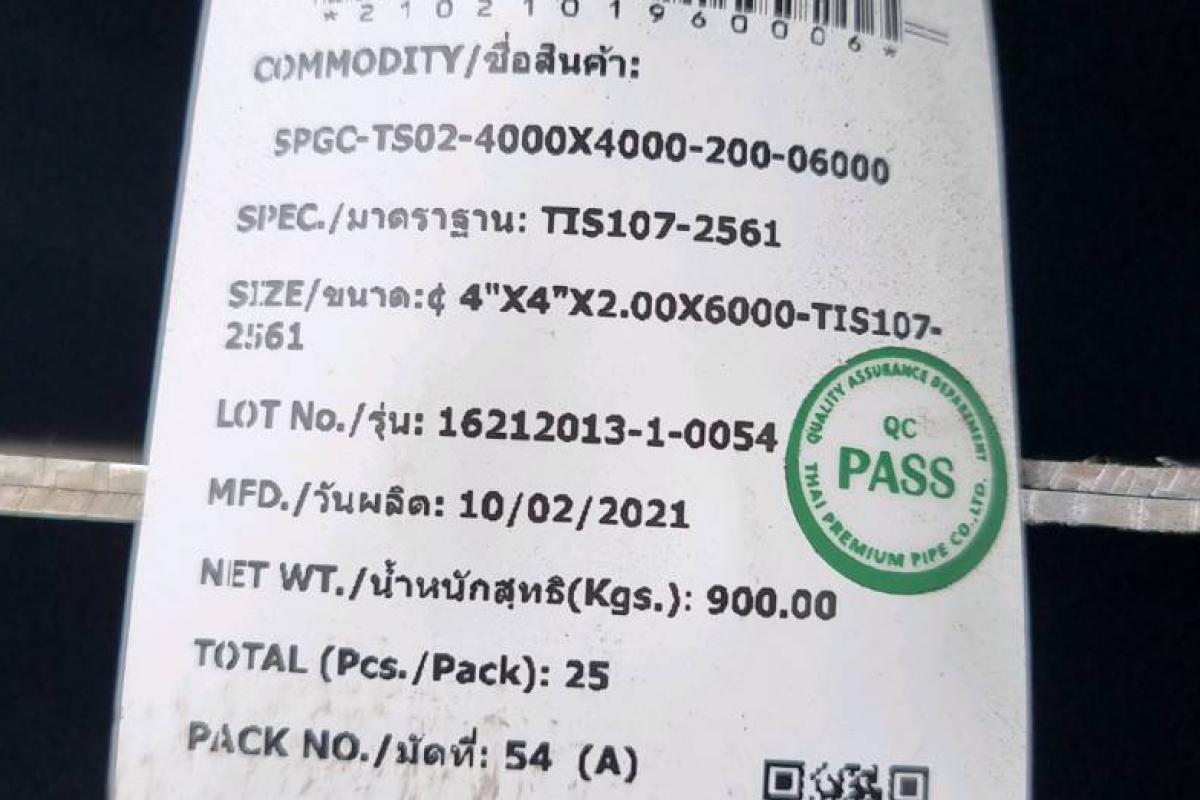 *2102101960006*
COMMODITY/ชื่อสินค้า:
SPGC-TS02-4000X4000-200-06000
SPEC./มาตราฐาน: TIS107-2561
SIZE/ขนาด:¢ 4"X4"X2.00X6000-TIS107-
2561
LOT No./รุ่น: 16212013-1-0054
QUALITY ASSURANCE DEPARTMENT
QC
PASS
THAI PREMIUM PIPE CO.,LTD.
MFD./วันผลิต: 10/02/2021
NET WT./น้ำหนักสุทธิ(Kgs.): 900.00
TOTAL (Pcs./Pack): 25
PACK NO./มัดที่: 54 (A)